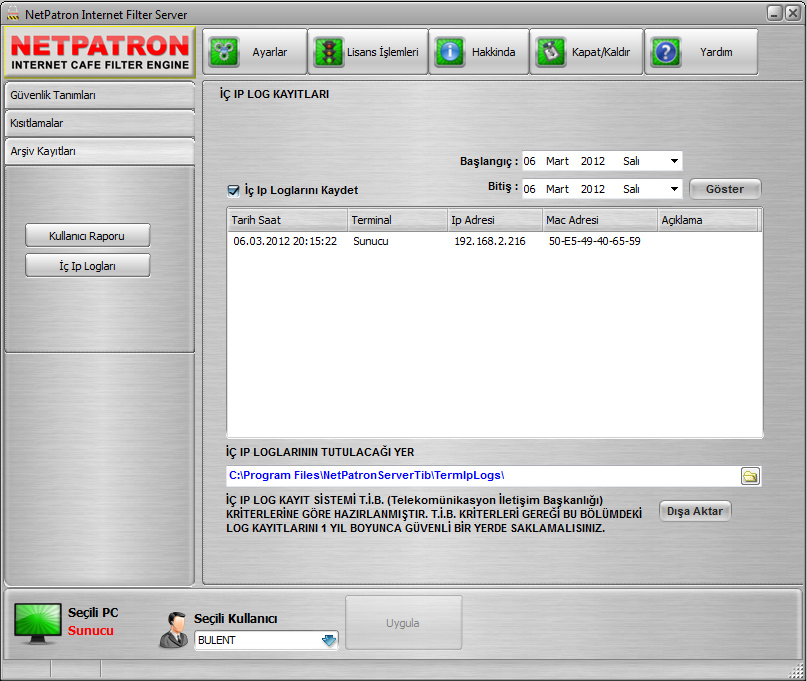 NetPatron Internet Filter Server
NETPATRON
INTERNET CAFE FILTER ENGINE
Ayarlar
Lisans İşlemleri
Hakkında
Kapat/Kaldır
Yardım
Güvenlik Tanımları
Kısıtlamalar
Arşiv Kayıtları
Kullanıcı Raporu
İç Ip Logları
İÇ IP LOG KAYITLARI
Başlangıç : 06 Mart 2012 Salı
Bitiş : 06 Mart 2012 Salı
Göster
İç Ip Loglarını Kaydet
Tarih Saat Terminal Ip Adresi Mac Adresi Açıklama
06.03.2012 20:15:22 Sunucu 192.168.2.216 50-E5-49-40-65-59
İÇ IP LOGLARININ TUTULACAĞI YER
C:\Program Files\NetPatronServerTib\TermIpLogs\
İÇ IP LOG KAYIT SİSTEMİ T.İ.B. (Telekomünikasyon İletişim Başkanlığı)
KRİTERLERİNE GÖRE HAZIRLANMIŞTIR. T.İ.B. KRİTERLERİ GEREĞİ BU BÖLÜMDEKİ
LOG KAYITLARINI 1 YIL BOYUNCA GÜVENLİ BİR YERDE SAKLAMALISINIZ.
Dışa Aktar
Seçili PC
Sunucu
Seçili Kullanıcı
BULENT
Uygula